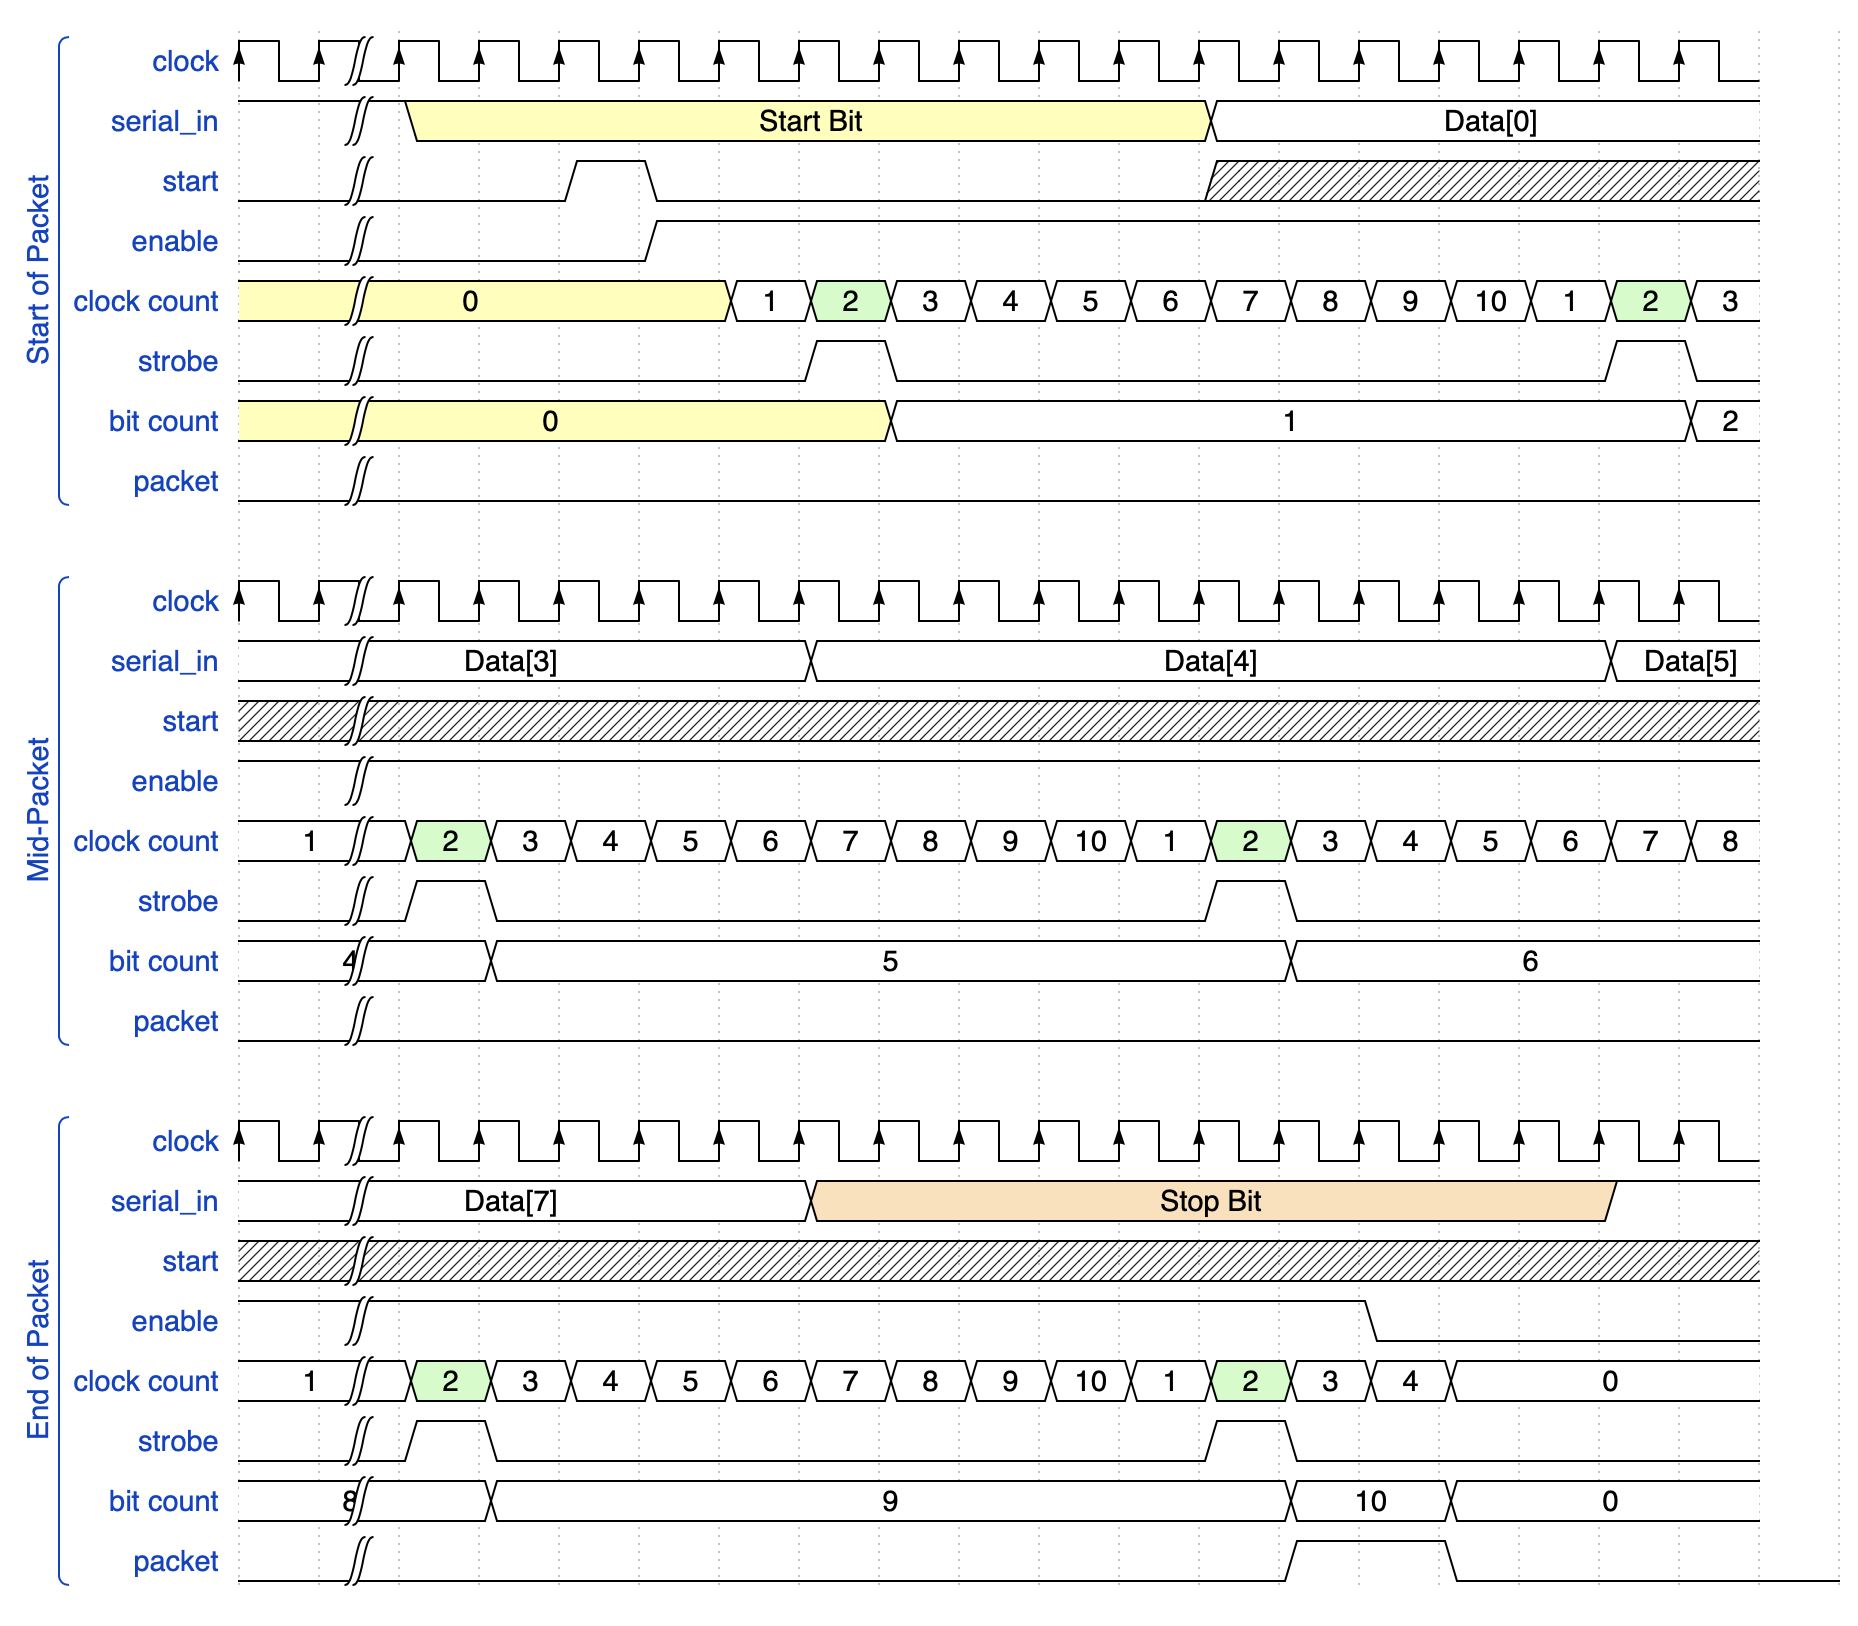 Start of Packet
clock
serial_in Start Bit Data[0]
start
enable
clock count 0 1 2 3 4 5 6 7 8 9 10 1 2 3
strobe
bit count 0 1 2
packet
Mid-Packet
clock
serial_in Data[3] Data[4] Data[5]
start
enable
clock count 1 2 3 4 5 6 7 8 9 10 1 2 3 4 5 6 7 8
strobe
bit count 4 5 6
packet
End of Packet
clock
serial_in Data[7] Stop Bit
start
enable
clock count 1 2 3 4 5 6 7 8 9 10 1 2 3 4 0
strobe
bit count 8 9 10 0
packet